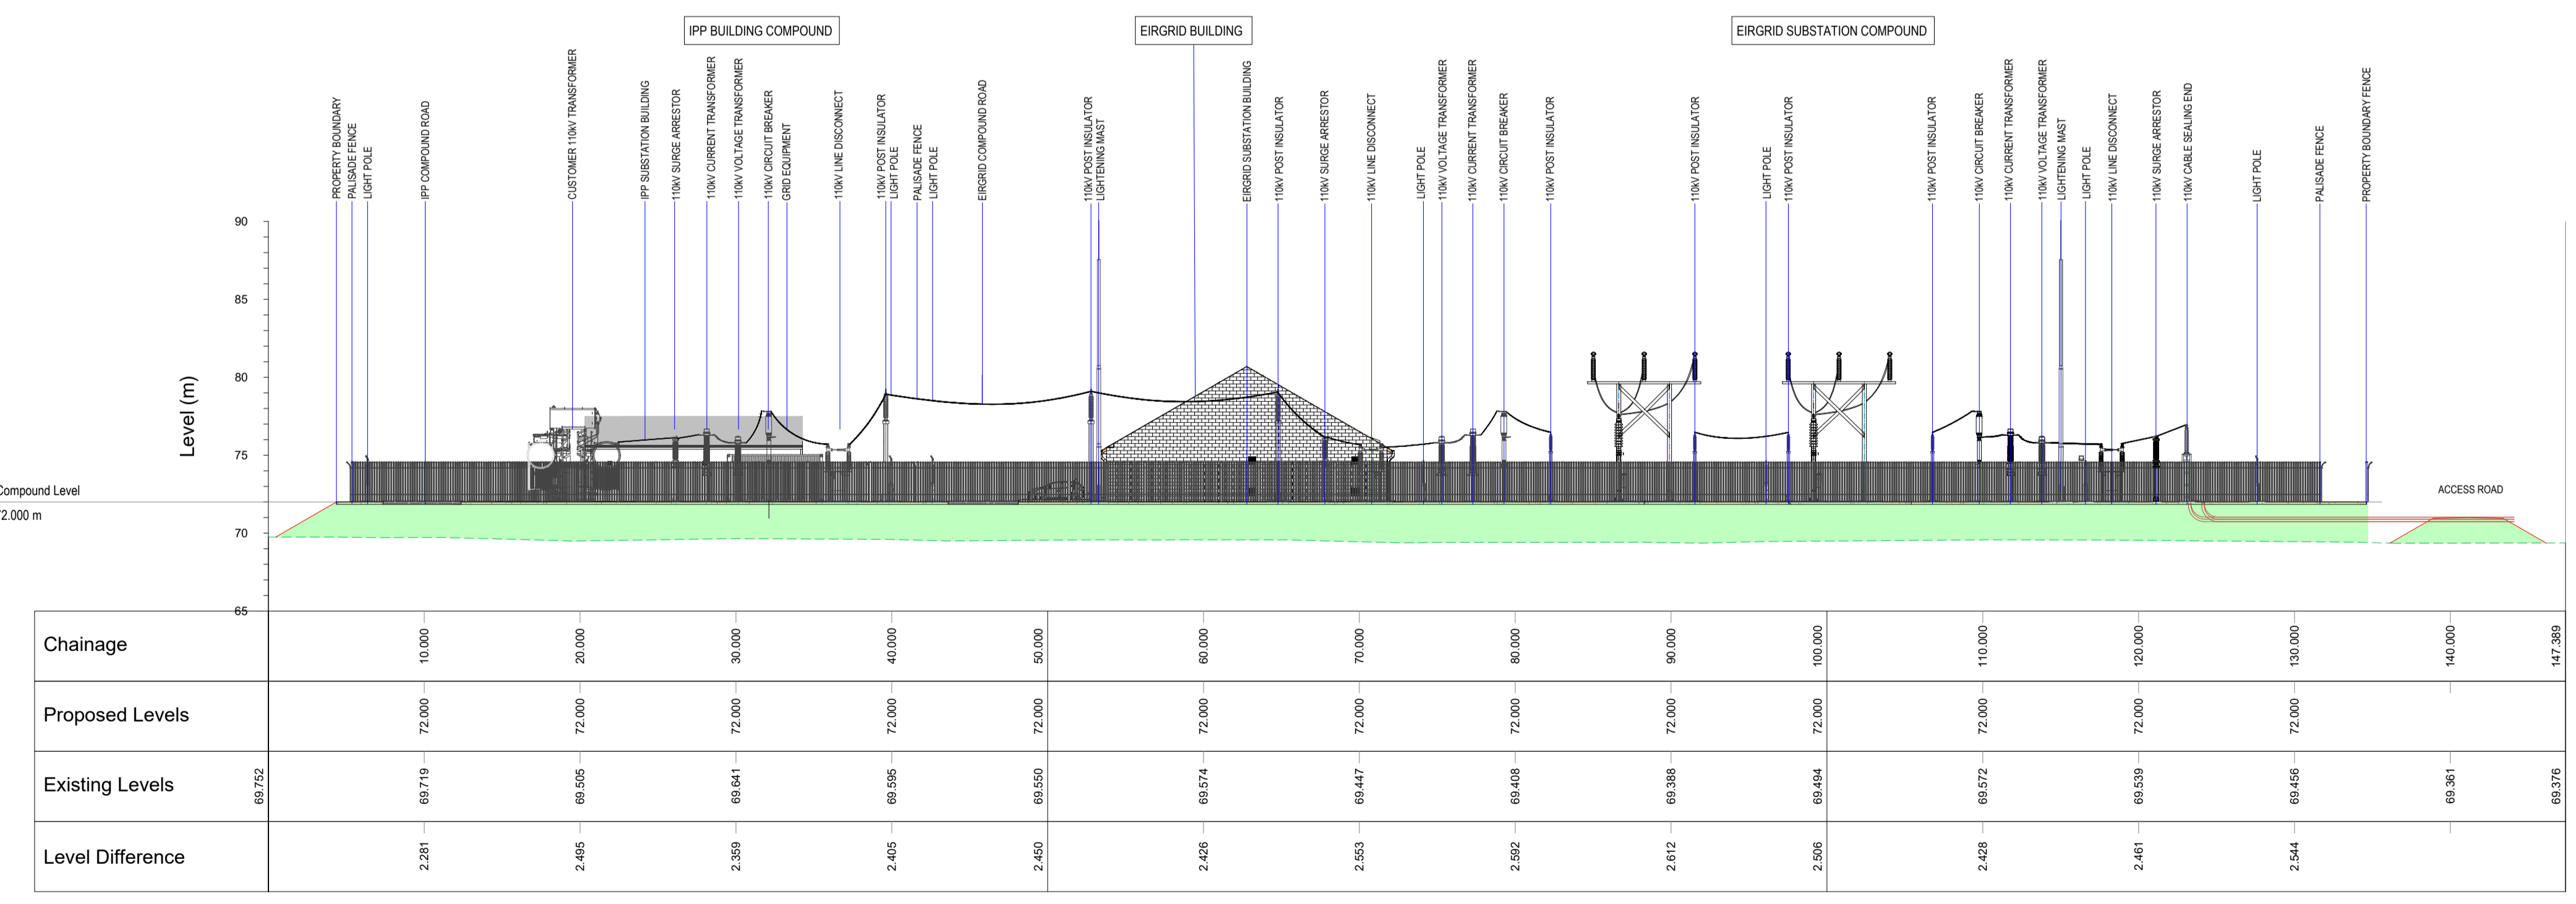 IPP BUILDING COMPOUND
EIRGRID BUILDING
EIRGRID SUBSTATION COMPOUND
PROPERTY BOUNDARY
PALISADE FENCE
LIGHT POLE
IPP COMPOUND ROAD
CUSTOMER 110kV TRANSFORMER
IPP SUBSTATION BUILDING
110kV SURGE ARRESTOR
110kV CURRENT TRANSFORMER
110kV VOLTAGE TRANSFORMER
110kV CIRCUIT BREAKER
GRID EQUIPMENT
110kV LINE DISCONNECT
110kV POST INSULATOR
LIGHT POLE
PALISADE FENCE
LIGHT POLE
EIRGRID COMPOUND ROAD
110kV POST INSULATOR
LIGHTENING MAST
EIRGRID SUBSTATION BUILDING
110kV POST INSULATOR
110kV SURGE ARRESTOR
110kV LINE DISCONNECT
LIGHT POLE
110kV VOLTAGE TRANSFORMER
110kV CURRENT TRANSFORMER
110kV CIRCUIT BREAKER
110kV POST INSULATOR
110kV POST INSULATOR
LIGHT POLE
110kV POST INSULATOR
110kV POST INSULATOR
110kV CIRCUIT BREAKER
110kV CURRENT TRANSFORMER
110kV VOLTAGE TRANSFORMER
LIGHTENING MAST
LIGHT POLE
110kV LINE DISCONNECT
110kV SURGE ARRESTOR
110kV CABLE SEALING END
LIGHT POLE
PALISADE FENCE
PROPERTY BOUNDARY FENCE
Level (m)
90
85
80
75
70
65
Compound Level
72.000 m
ACCESS ROAD
Chainage 10.000 20.000 30.000 40.000 50.000 60.000 70.000 80.000 90.000 100.000 110.000 120.000 130.000 140.000 147.389
Proposed Levels 72.000 72.000 72.000 72.000 72.000 72.000 72.000 72.000 72.000 72.000 72.000 72.000 72.000
Existing Levels 69.752 69.719 69.505 69.641 69.595 69.550 69.574 69.447 69.408 69.388 69.494 69.572 69.539 69.456 69.361 69.376
Level Difference 2.281 2.495 2.359 2.405 2.450 2.426 2.553 2.592 2.612 2.506 2.428 2.461 2.544